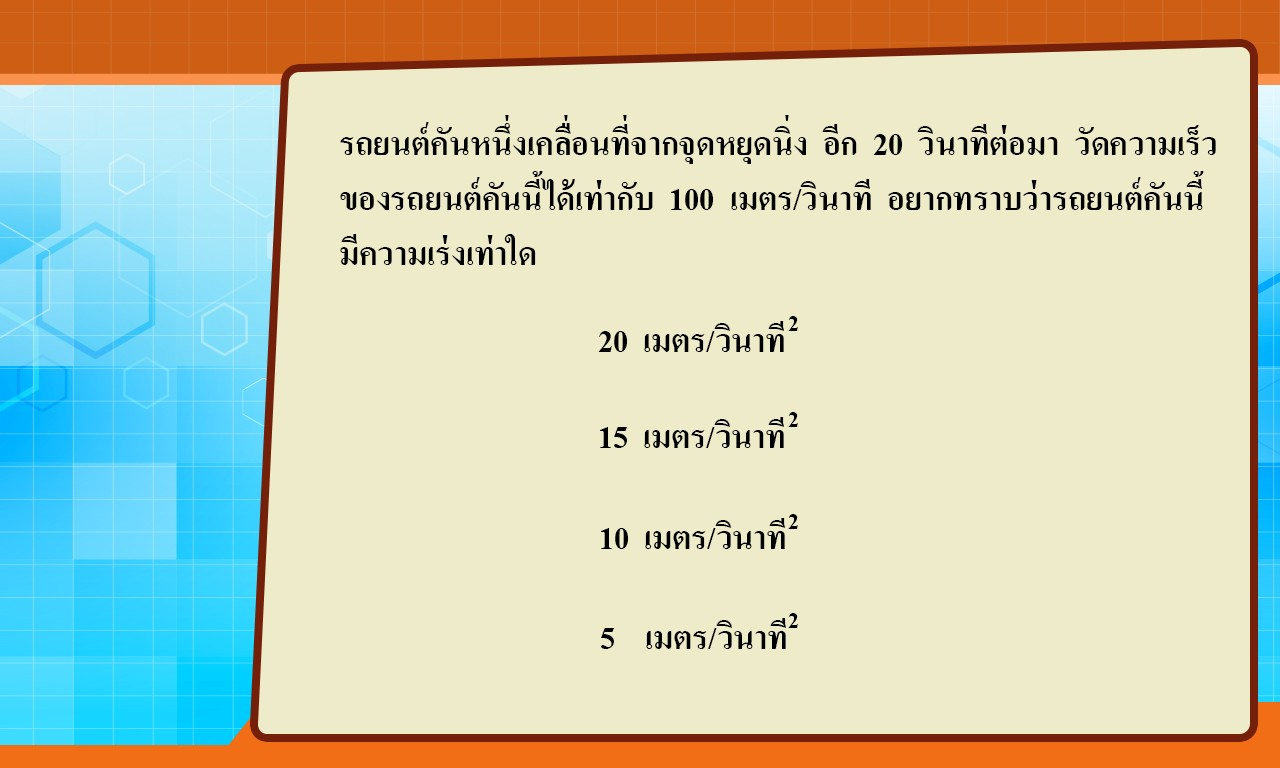 รถยนต์คันหนึ่งเคลื่อนที่จากจุดหยุดนิ่ง อีก 20 วินาทีต่อมา วัดความเร็ว
ของรถยนต์คันนี้ได้เท่ากับ 100 เมตร/วินาที อยากทราบว่ารถยนต์คันนี้
มีความเร่งเท่าใด
20 เมตร/วินาที²
15 เมตร/วินาที²
10 เมตร/วินาที²
5 เมตร/วินาที²